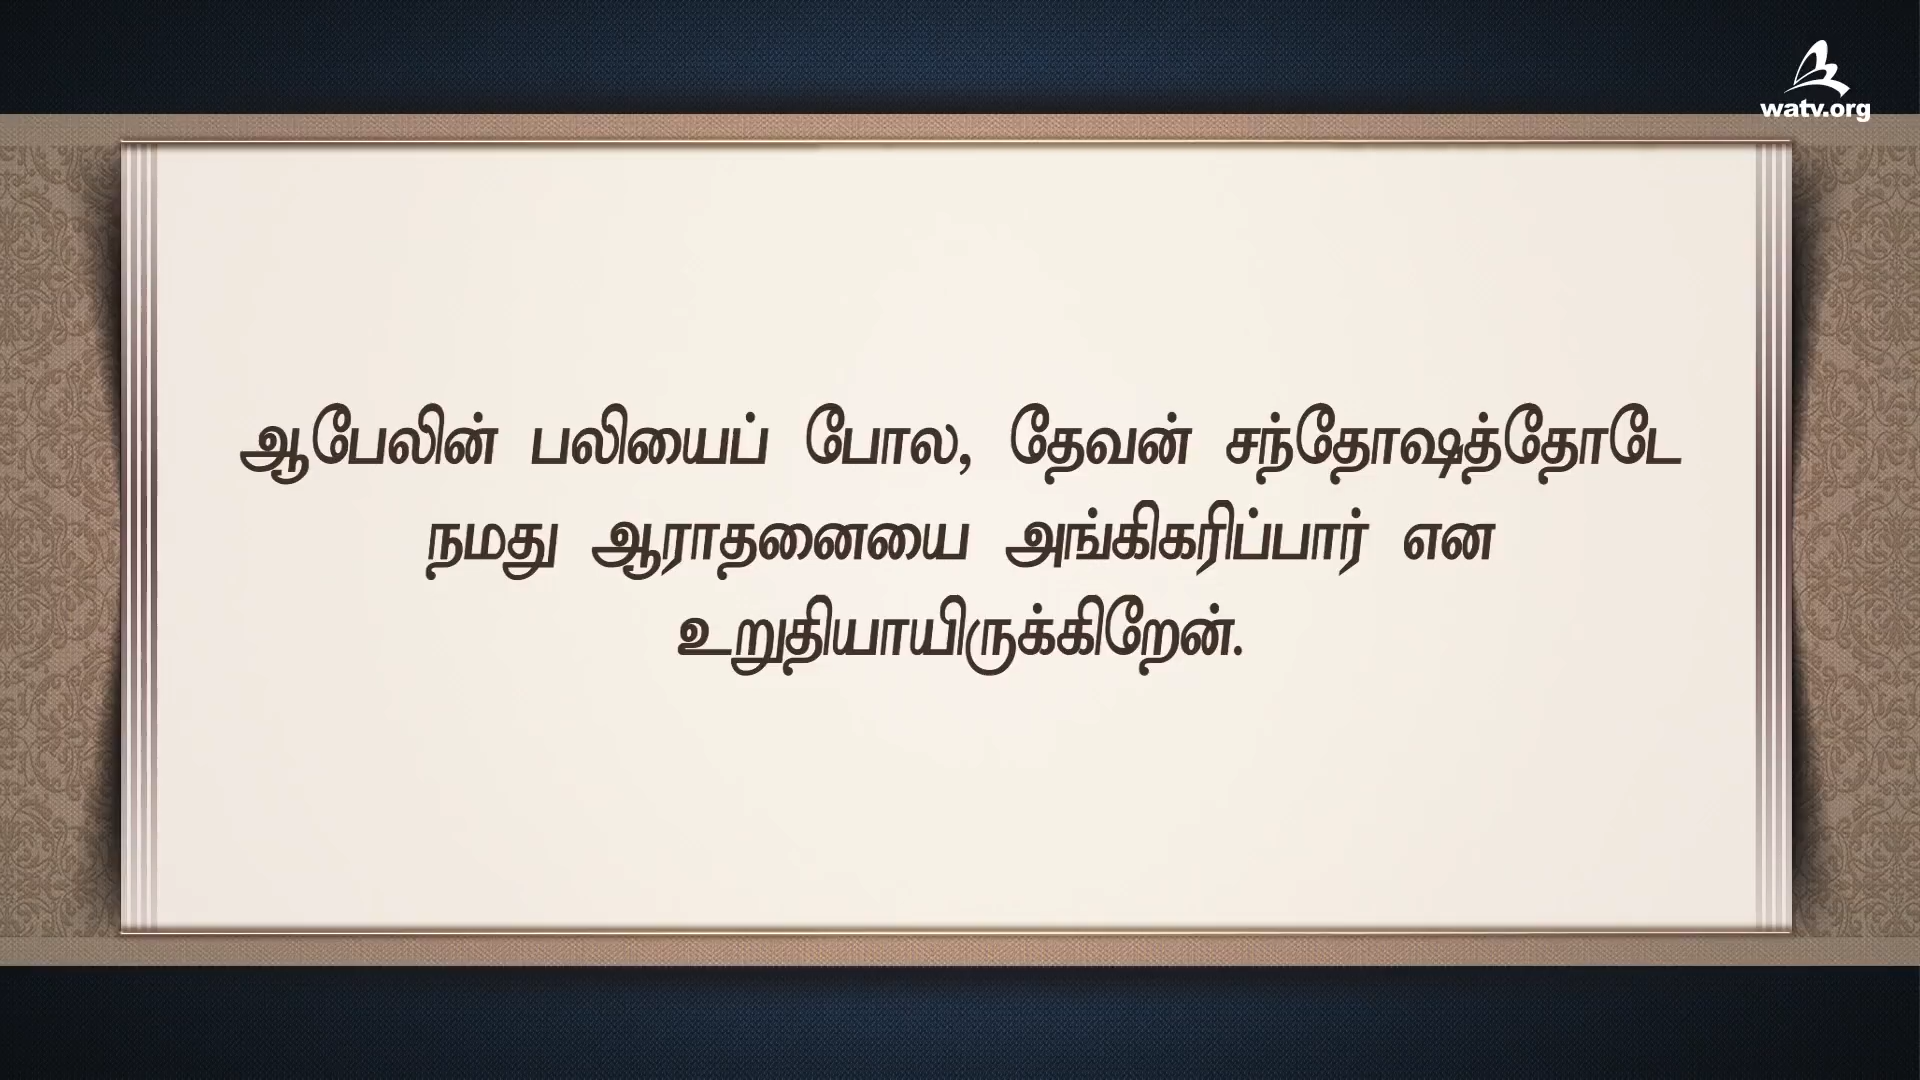 watv.org
ஆபேலின் பலியைப் போல, தேவன் சந்தோஷத்தோடே
நமது ஆராதனையை அங்கிகரிப்பார் என
உறுதியாயிருக்கிறேன்.